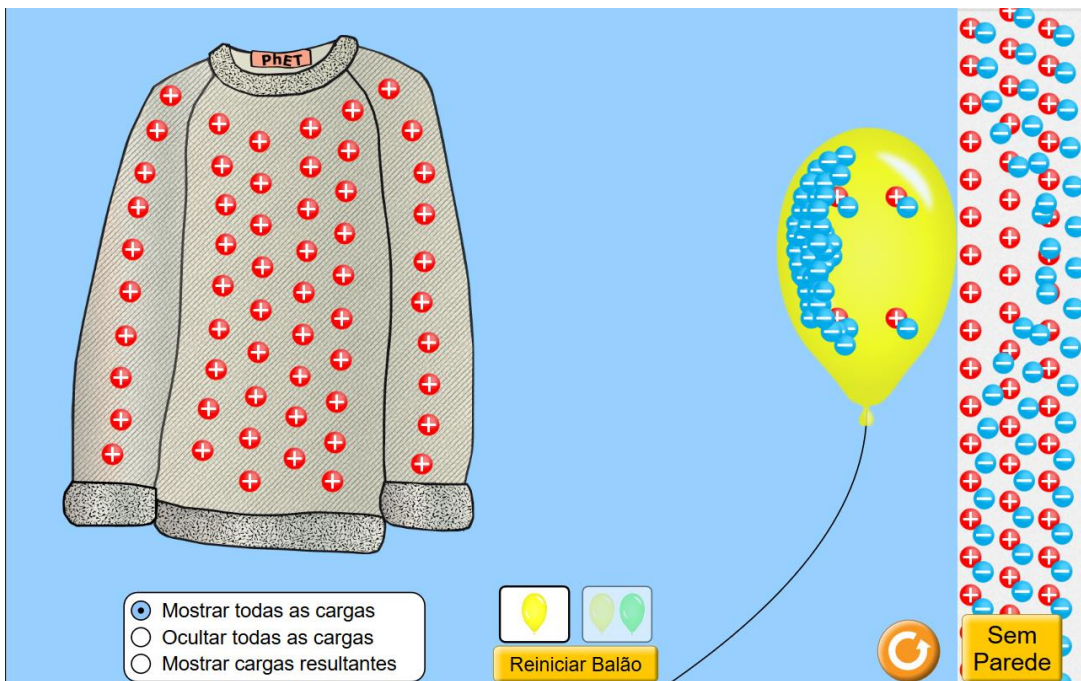 PhET
Mostrar todas as cargas
Ocultar todas as cargas
Mostrar cargas resultantes
Reiniciar Balão
Sem
Parede